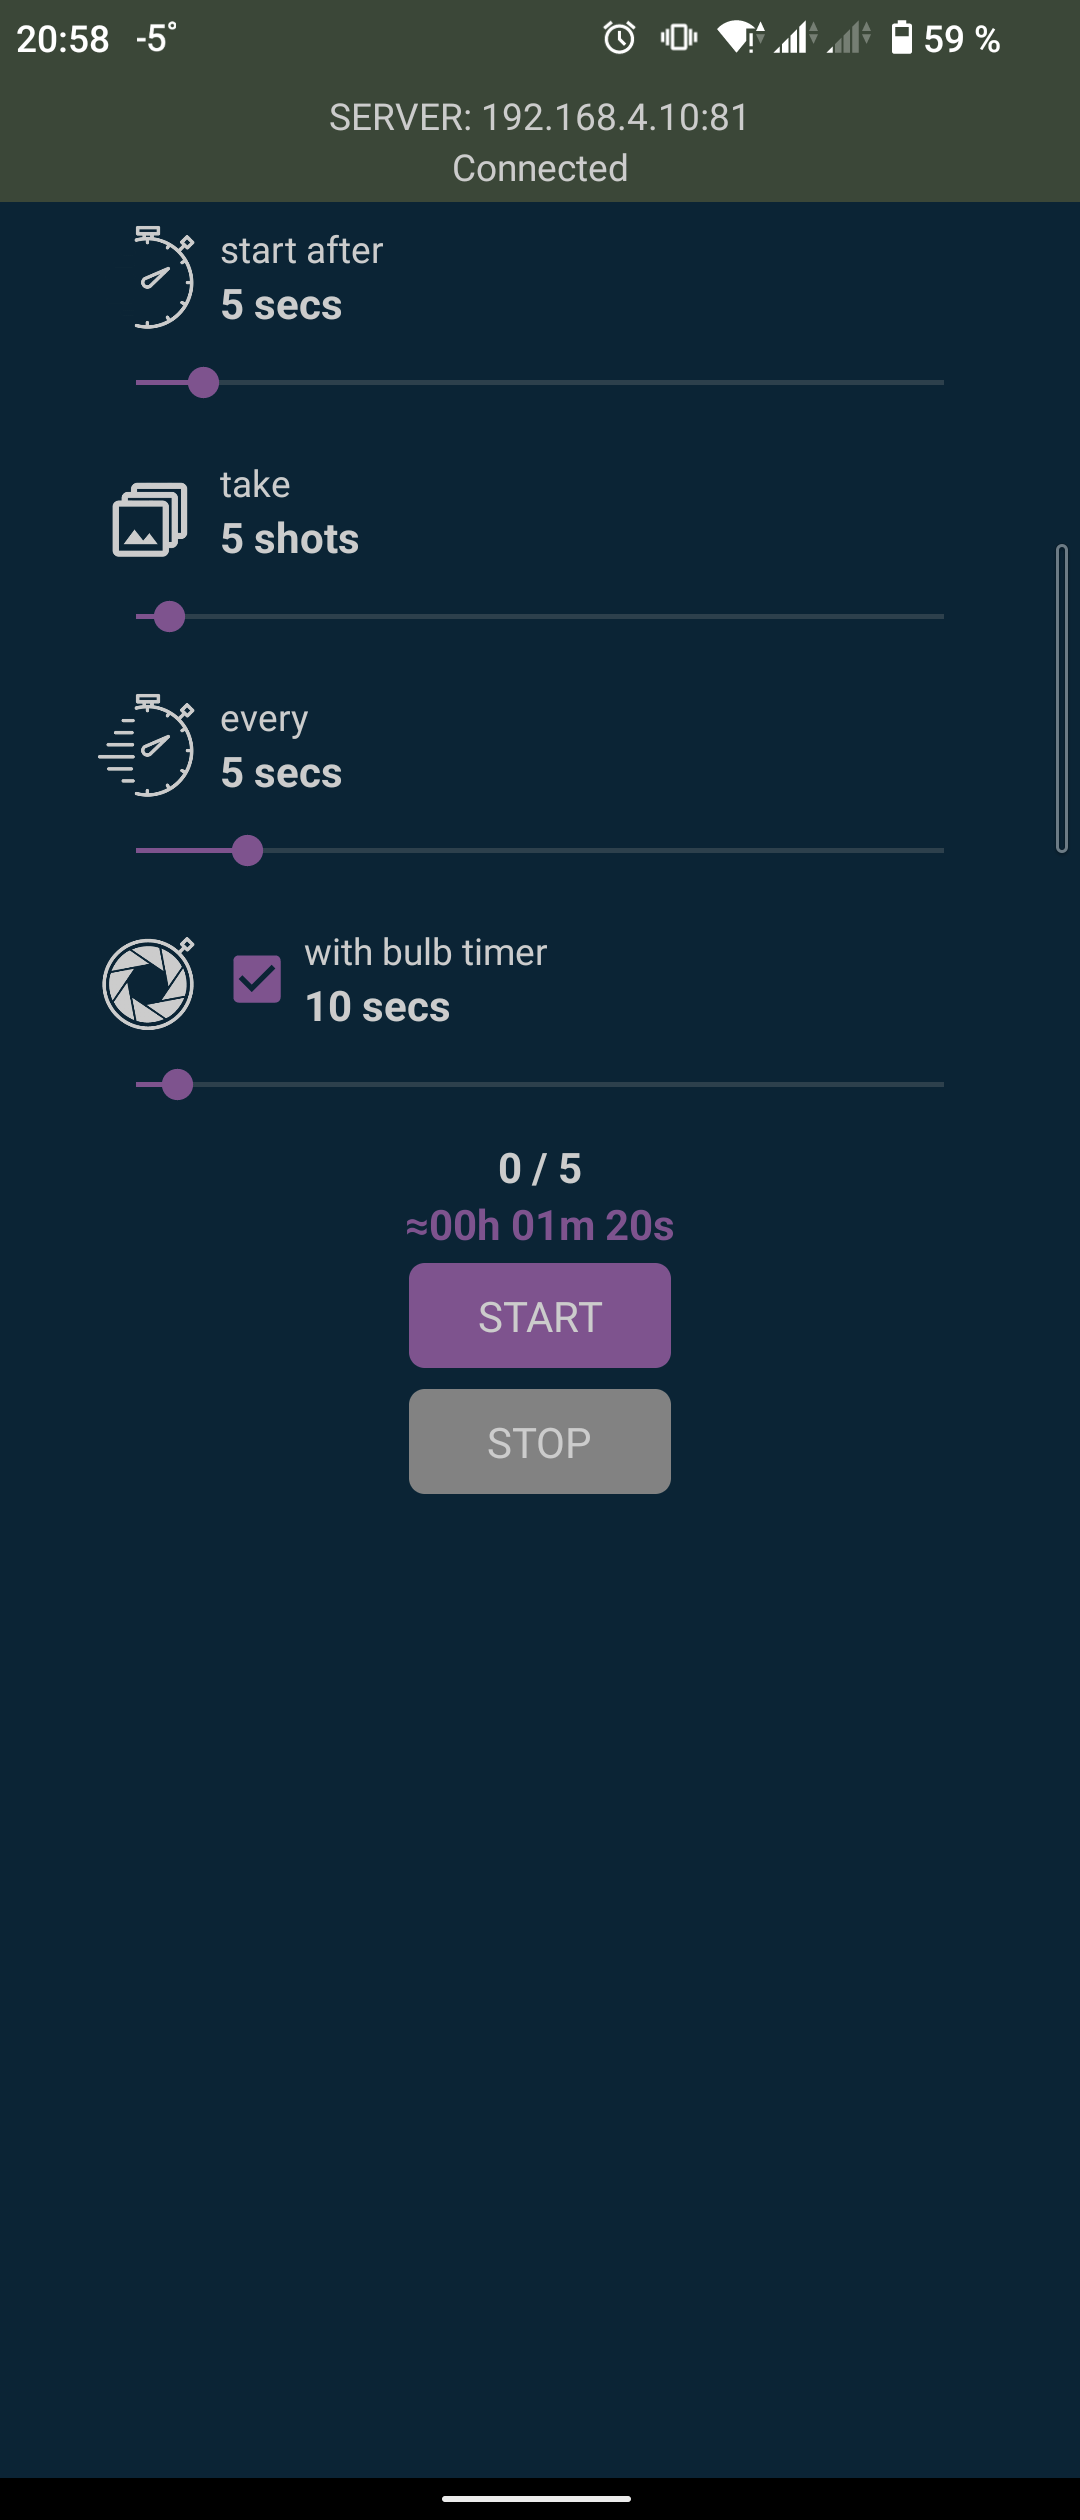 20:58 -5° 59 %
SERVER: 192.168.4.10:81
Connected
start after
5 secs
take
5 shots
every
5 secs
with bulb timer
10 secs
0 / 5
≈00h 01m 20s
START
STOP